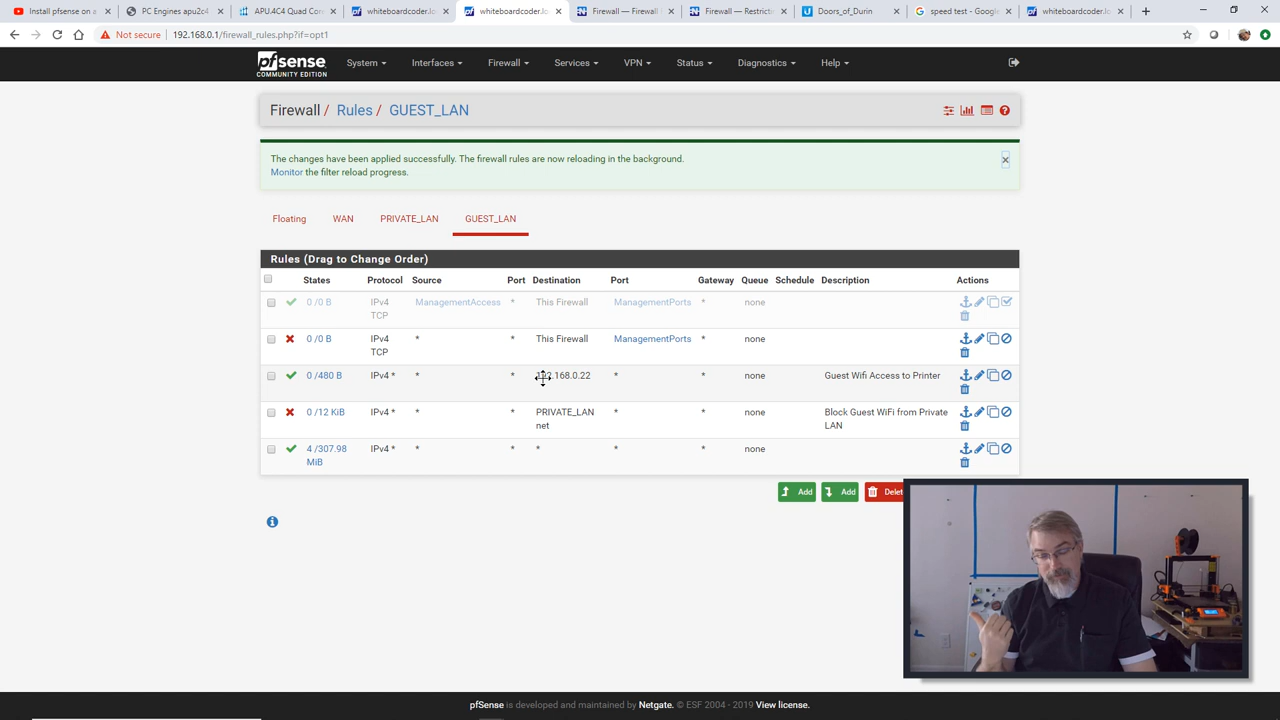 Install pfsense on a
PC Engines apu2c4
APU.4C4 Quad Cor
whiteboardcoder.lo
whiteboardcoder.lo
Firewall — Firewall
Firewall — Restricti
Doors_of_Durin
speed test - Google
whiteboardcoder.lo
Not secure 192.168.0.1/firewall_rules.php?if=opt1
pfsense
COMMUNITY EDITION
System
Interfaces
Firewall
Services
VPN
Status
Diagnostics
Help
Firewall / Rules / GUEST_LAN
The changes have been applied successfully. The firewall rules are now reloading in the background.
Monitor the filter reload progress.
Floating WAN PRIVATE_LAN GUEST_LAN
Rules (Drag to Change Order)
States Protocol Source Port Destination Port Gateway Queue Schedule Description Actions
0 /0 B IPv4 TCP ManagementAccess * This Firewall ManagementPorts * none
0 /0 B IPv4 TCP * * This Firewall ManagementPorts * none
0 /480 B IPv4 * * * .168.0.22 * * none Guest Wifi Access to Printer
0 /12 KiB IPv4 * * * PRIVATE_LAN net * * none Block Guest WiFi from Private LAN
4 /307.98 MiB IPv4 * * * * * * none
Add
Add
Delet
pfSense is developed and maintained by Netgate. © ESF 2004 - 2019 View license.